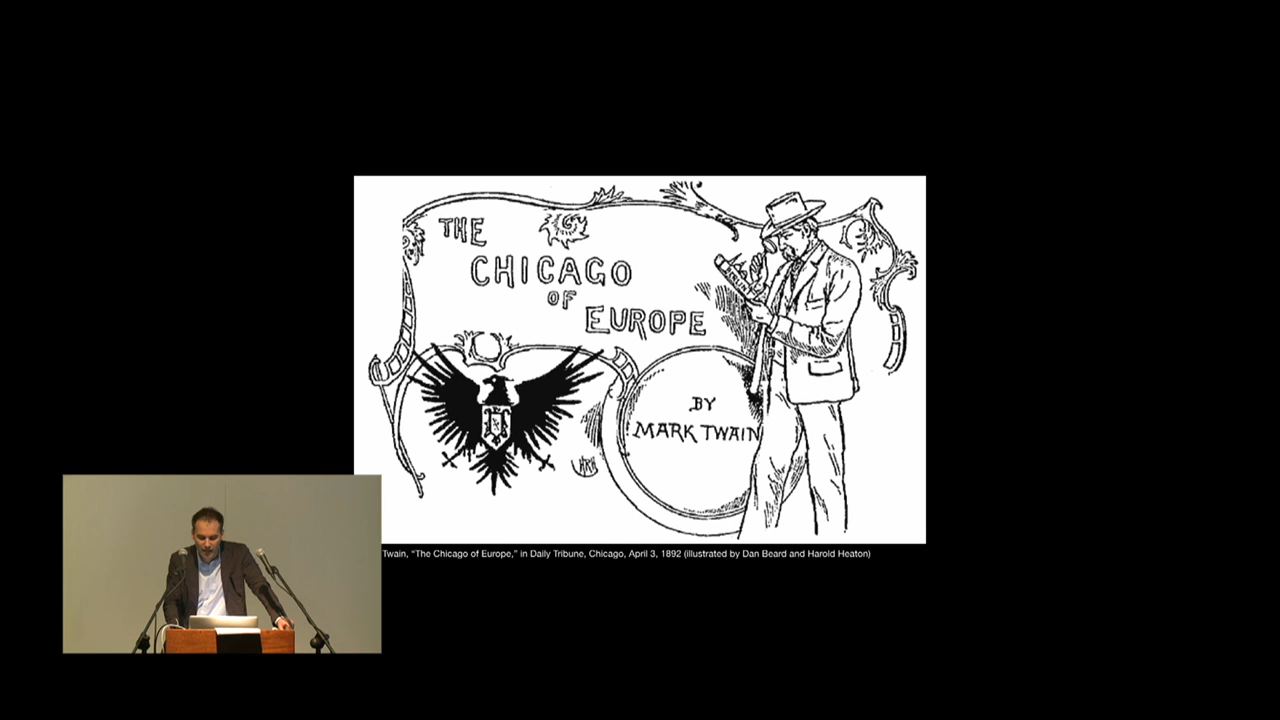 THE
CHICAGO
OF
EUROPE
BY
MARK TWAIN
Twain, “The Chicago of Europe,” in Daily Tribune, Chicago, April 3, 1892 (illustrated by Dan Beard and Harold Heaton)